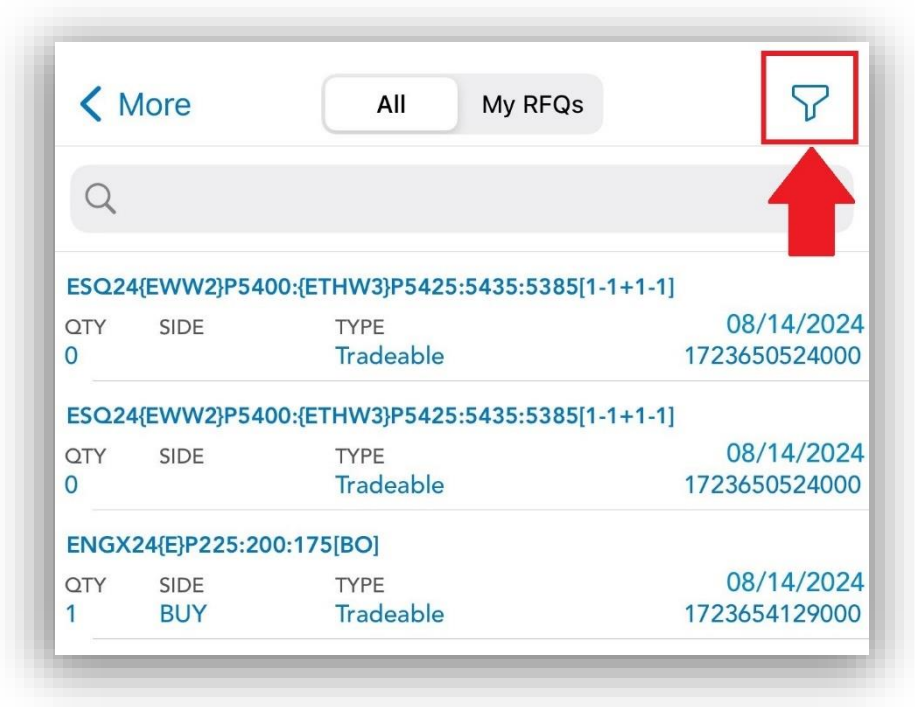 More All My RFQs
ESQ24{EWW2}P5400:{ETHW3}P5425:5435:5385[1-1+1-1]
QTY SIDE TYPE 08/14/2024
0 Tradeable 1723650524000
ESQ24{EWW2}P5400:{ETHW3}P5425:5435:5385[1-1+1-1]
QTY SIDE TYPE 08/14/2024
0 Tradeable 1723650524000
ENGX24{E}P225:200:175[BO]
QTY SIDE TYPE 08/14/2024
1 BUY Tradeable 1723654129000